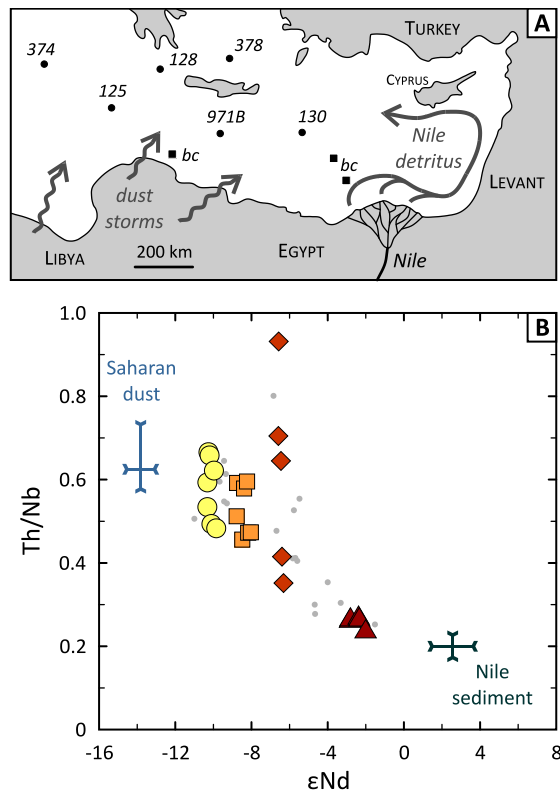 A
TURKEY
374
128
378
CYPRUS
125
971B
130
Nile
detritus
bc
bc
dust
storms
LEVANT
LIBYA
200 km
EGYPT
Nile
B
1.0
Saharan
dust
0.8
0.6
Th/Nb
0.4
0.2
Nile
sediment
0
-16
-12
-8
-4
0
4
8
εNd